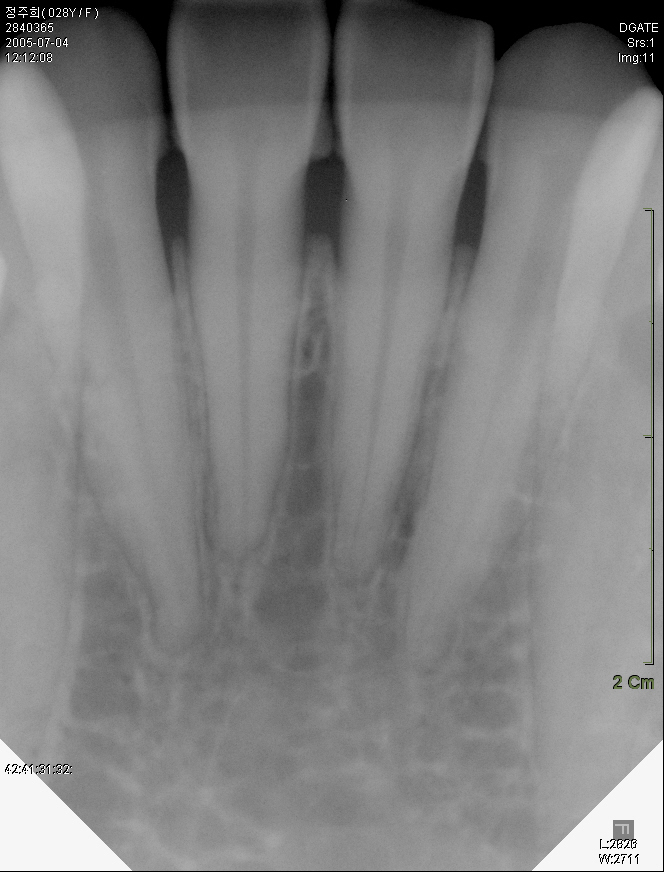 정주희( 028Y / F )
2840365
2005-07-04
12:12:08
DGATE
Srs:1
Img:11
2 Cm
42:41:31:32:
F
L:2626
W:2711